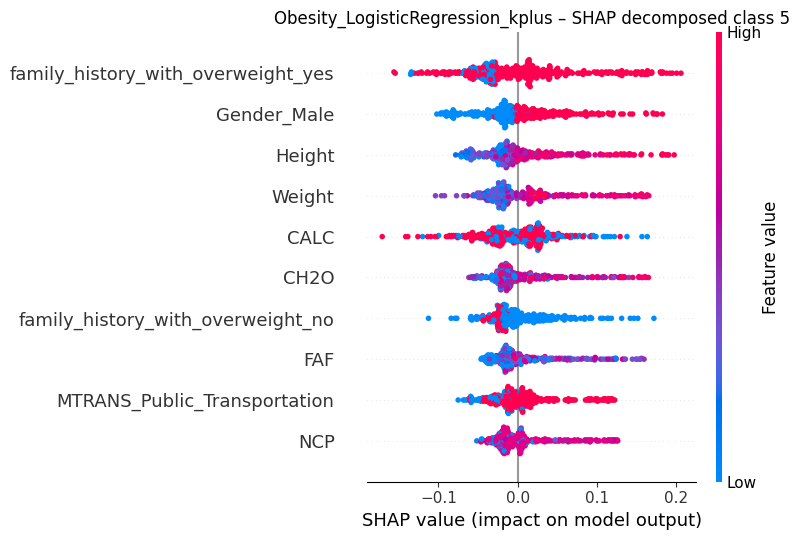 Obesity_LogisticRegression_kplus – SHAP decomposed class 5
High
family_history_with_overweight_yes
Gender_Male
Height
Weight
CALC
CH2O
family_history_with_overweight_no
FAF
MTRANS_Public_Transportation
NCP
Feature value
Low
−0.1 0.0 0.1 0.2
SHAP value (impact on model output)